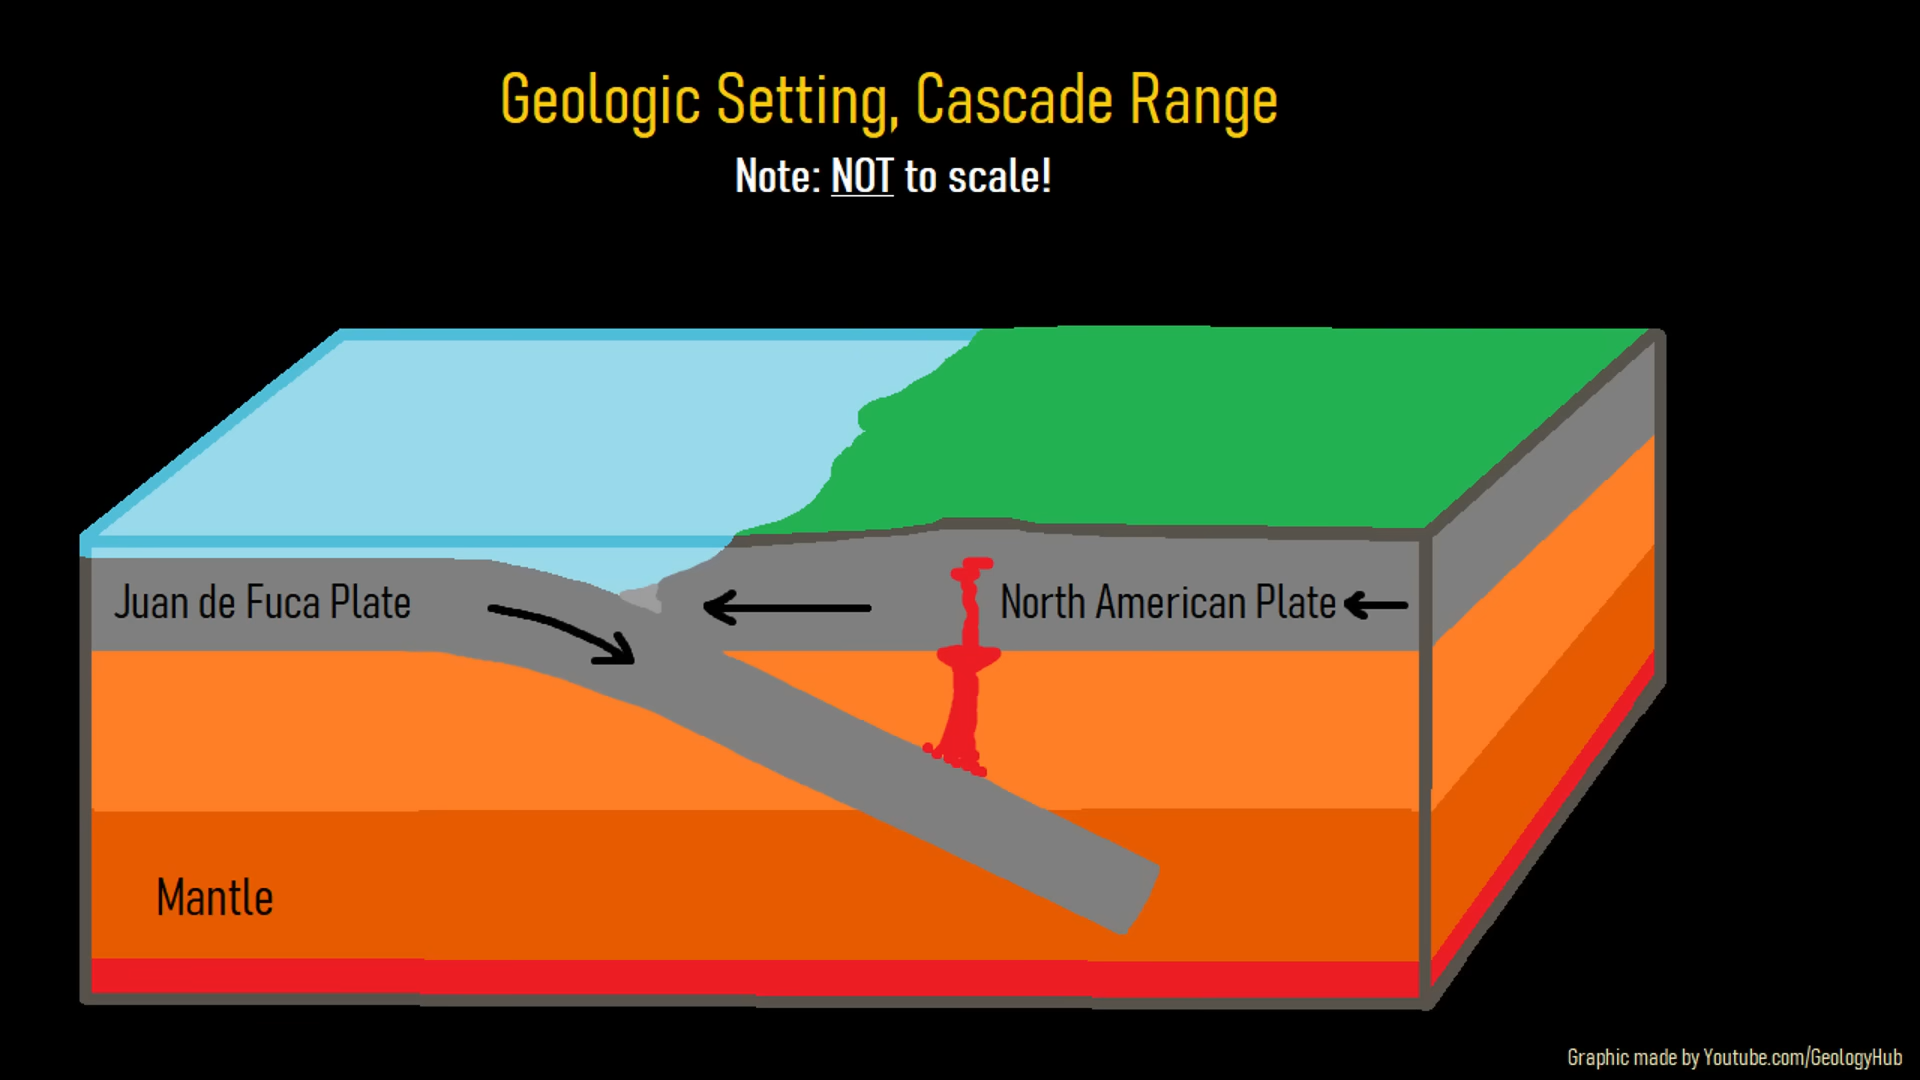 Geologic Setting, Cascade Range
Note: NOT to scale!
Juan de Fuca Plate
North American Plate
Mantle
Graphic made by Youtube.com/GeologyHub